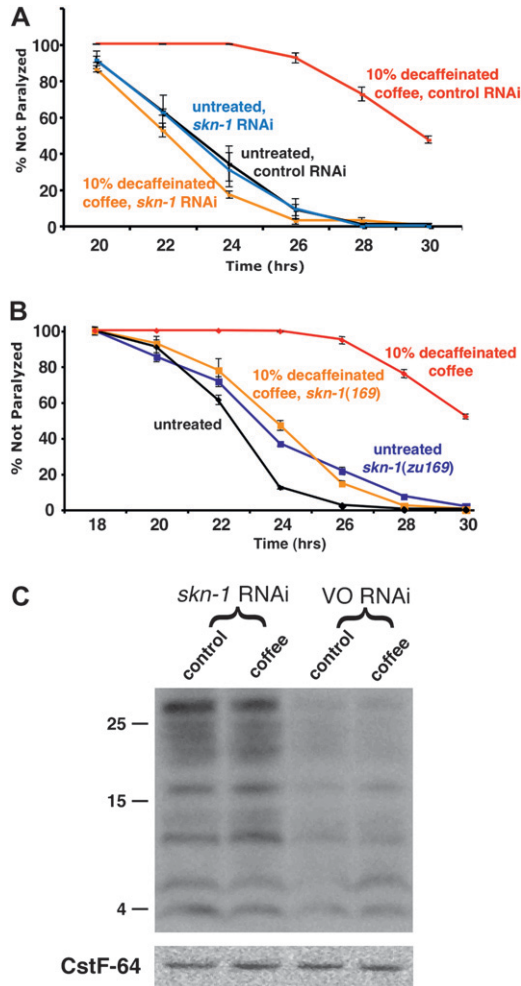 A
% Not Paralyzed
100
80
60
40
20
0
10% decaffeinated
coffee, control RNAi
untreated,
skn-1 RNAi
untreated,
control RNAi
10% decaffeinated
coffee, skn-1 RNAi
20 22 24 26 28 30
Time (hrs)
B
% Not Paralyzed
100
80
60
40
20
0
10% decaffeinated
coffee
10% decaffeinated
coffee, skn-1(169)
untreated
untreated
skn-1(zu169)
18 20 22 24 26 28 30
Time (hrs)
C
skn-1 RNAi VO RNAi
control coffee control coffee
25
15
4
CstF-64